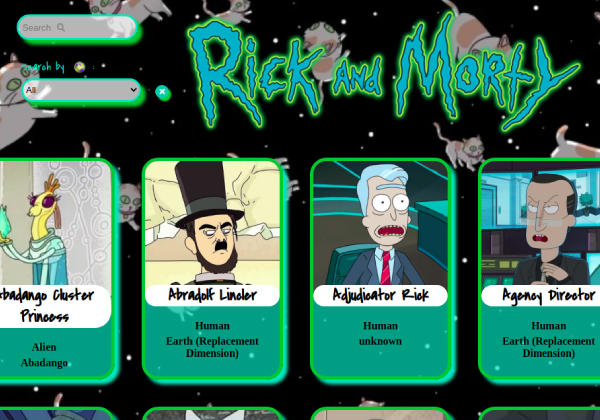 Search
Rick AND Morty
search by
All
Abadango Cluster
Princess
Alien
Abadango
Abradolf Lincler
Human
Earth (Replacement
Dimension)
Adjudicator Rick
Human
unknown
Agency Director
Human
Earth (Replacement
Dimension)